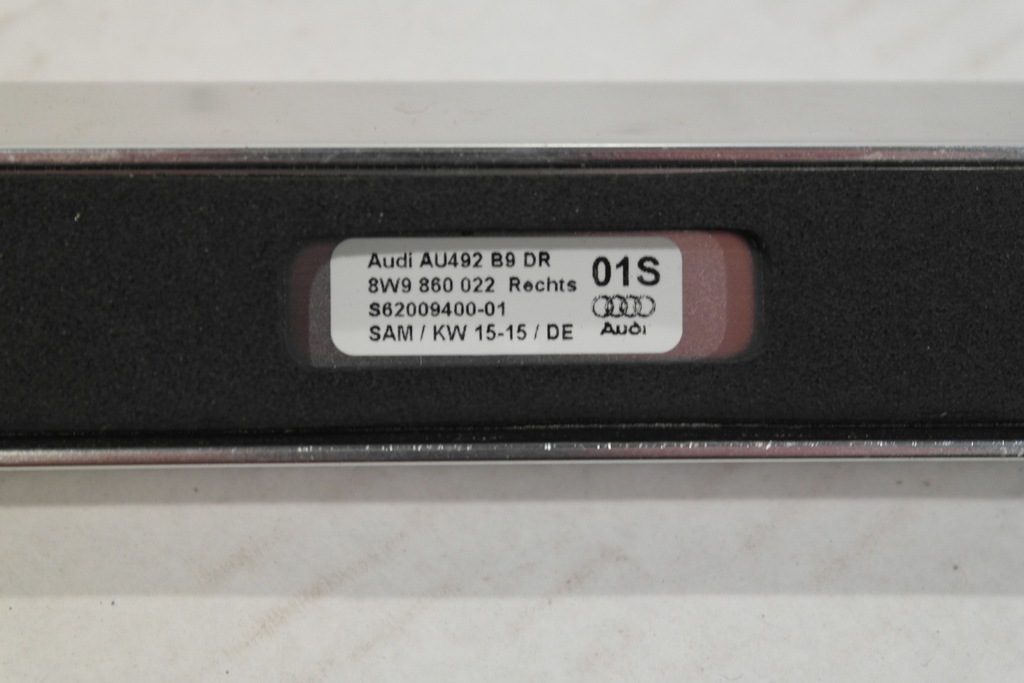 Audi AU492 B9 DR
8W9 860 022 Rechts
S62009400-01
SAM / KW 15-15 / DE
01S
Audi